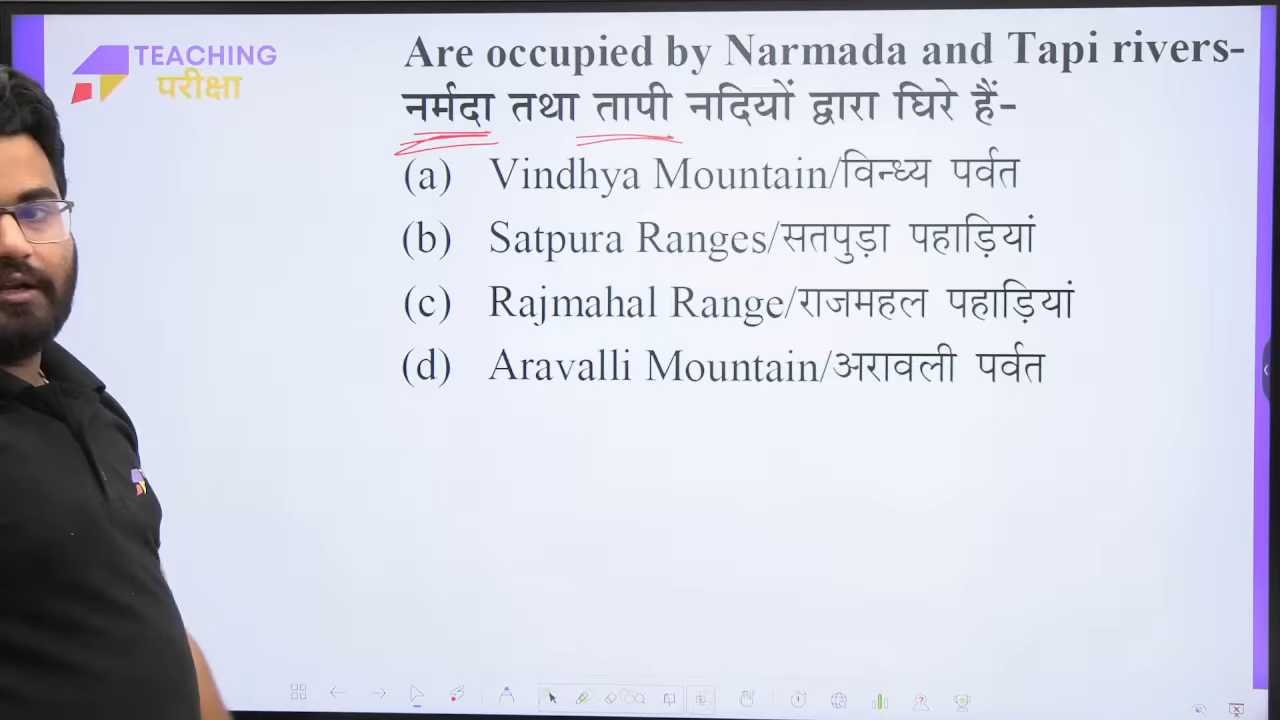 TEACHING
परीक्षा
Are occupied by Narmada and Tapi rivers-
नर्मदा तथा तापी नदियों द्वारा घिरे हैं-
(a) Vindhya Mountain/विन्ध्य पर्वत
(b) Satpura Ranges/सतपुड़ा पहाड़ियां
(c) Rajmahal Range/राजमहल पहाड़ियां
(d) Aravalli Mountain/अरावली पर्वत